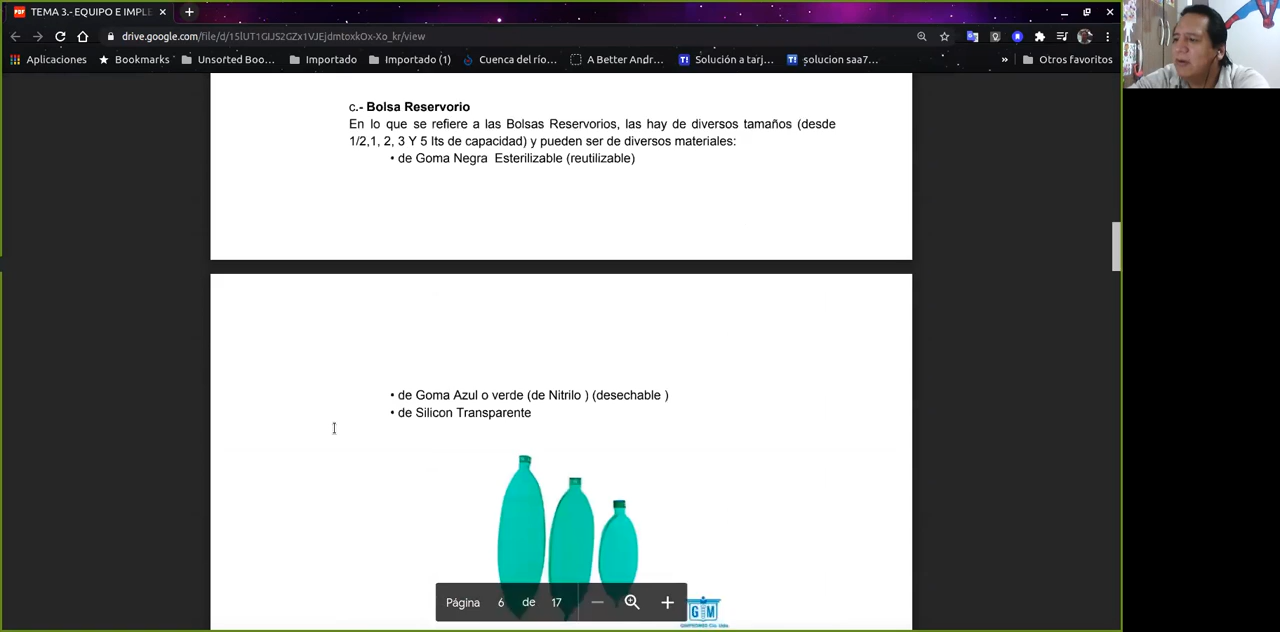 TEMA 3.- EQUIPO E IMPLE
drive.google.com/file/d/15lUT1GIJS2GZx1VJEjdmtoxkOx-Xo_kr/view
Aplicaciones Bookmarks Unsorted Boo... Importado Importado (1) Cuenca del río... A Better Andr... Solución a tarj... solucion saa7... » Otros favoritos
c.- Bolsa Reservorio
En lo que se refiere a las Bolsas Reservorios, las hay de diversos tamaños (desde
1/2,1, 2, 3 Y 5 lts de capacidad) y pueden ser de diversos materiales:
• de Goma Negra Esterilizable (reutilizable)
• de Goma Azul o verde (de Nitrilo ) (desechable )
• de Silicon Transparente
Página 6 de 17
G M